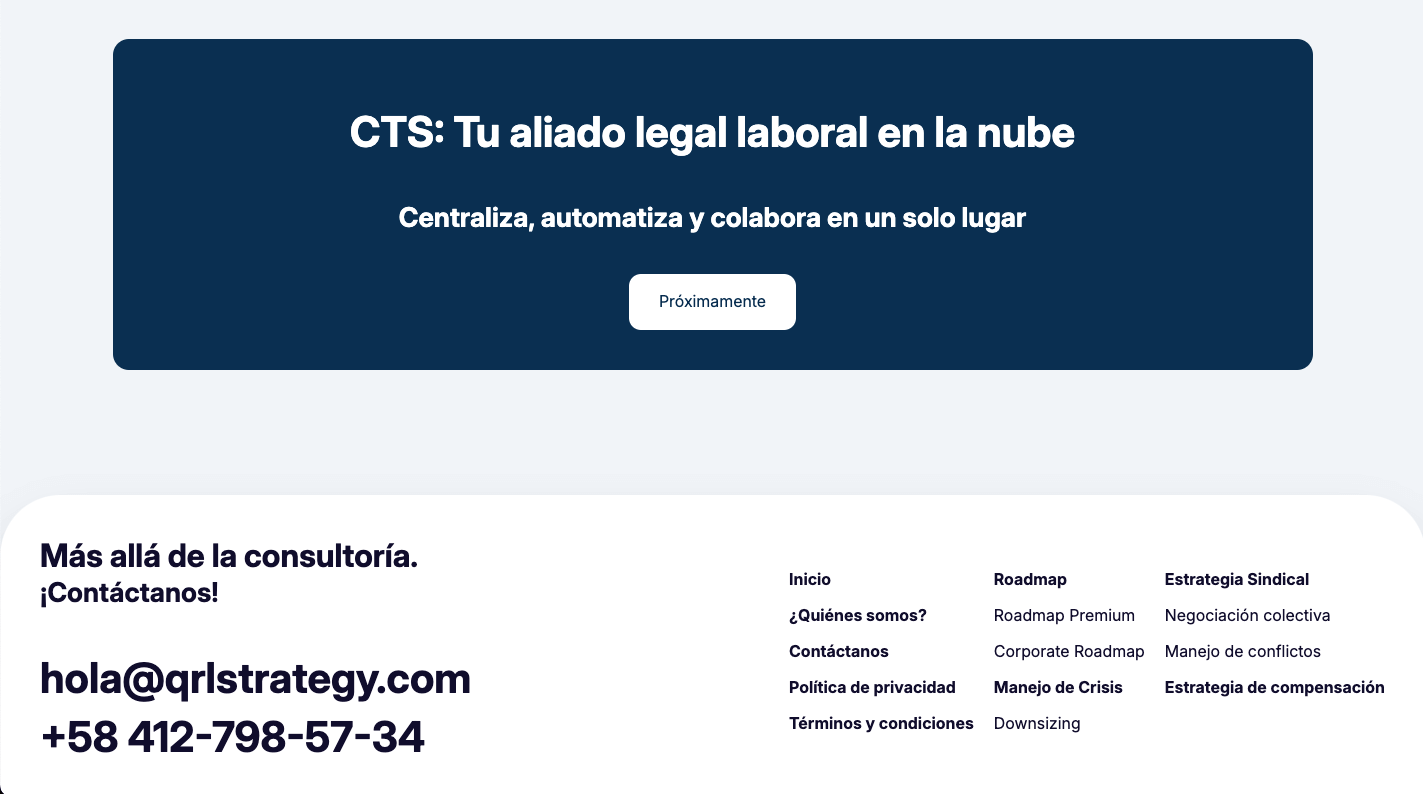 CTS: Tu aliado legal laboral en la nube
Centraliza, automatiza y colabora en un solo lugar
Próximamente
Más allá de la consultoría.
¡Contáctanos!
hola@qrlstrategy.com
+58 412-798-57-34
Inicio
¿Quiénes somos?
Contáctanos
Política de privacidad
Términos y condiciones
Roadmap
Roadmap Premium
Corporate Roadmap
Manejo de Crisis
Downsizing
Estrategia Sindical
Negociación colectiva
Manejo de conflictos
Estrategia de compensación